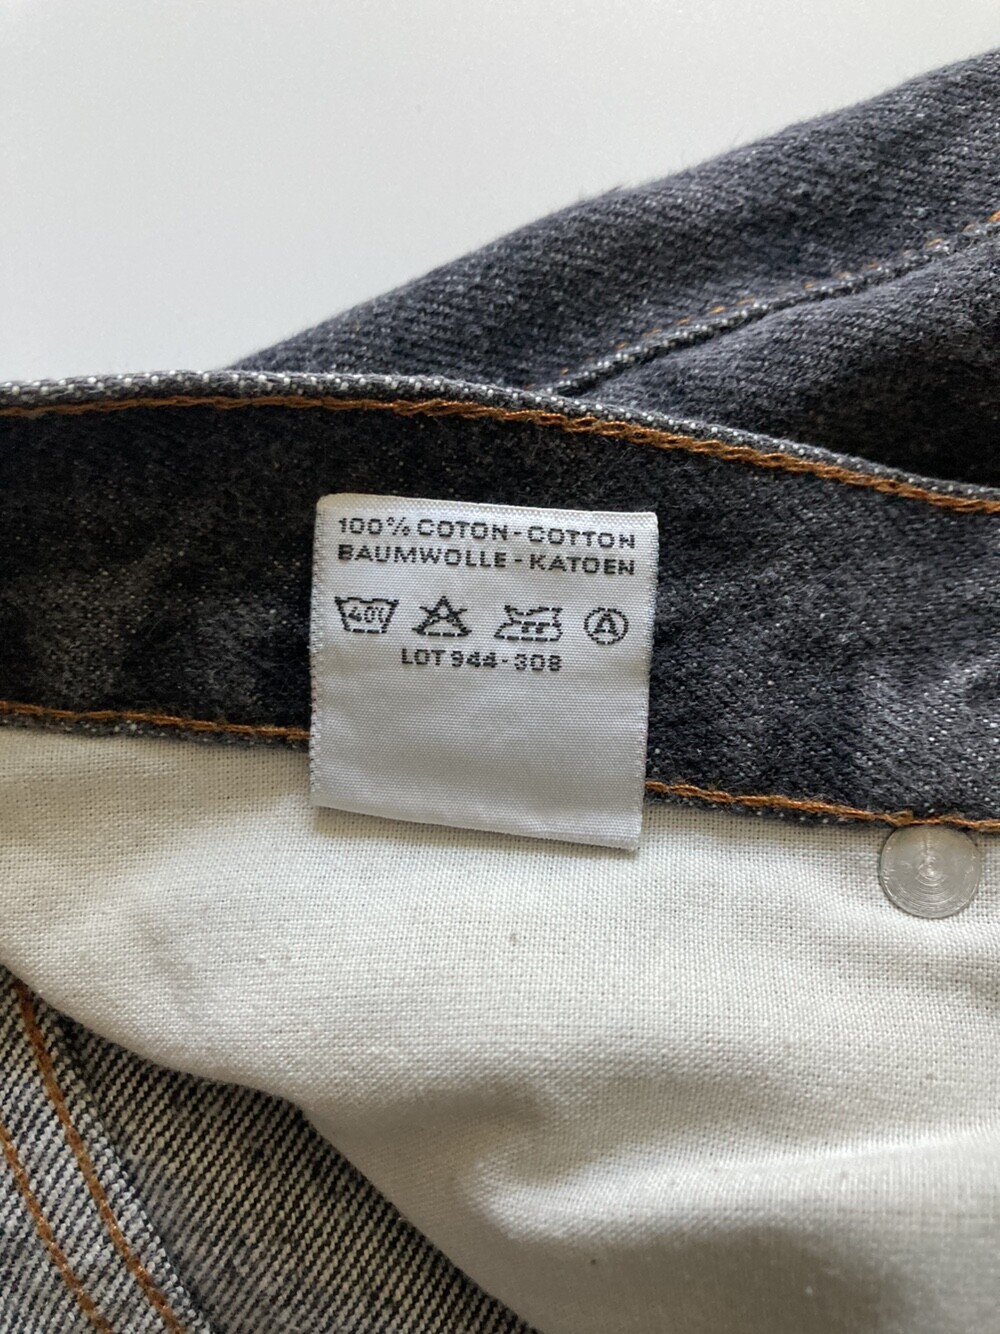 100% COTON - COTTON
BAUMWOLLE - KATOEN
40 A
LOT 944 - 308